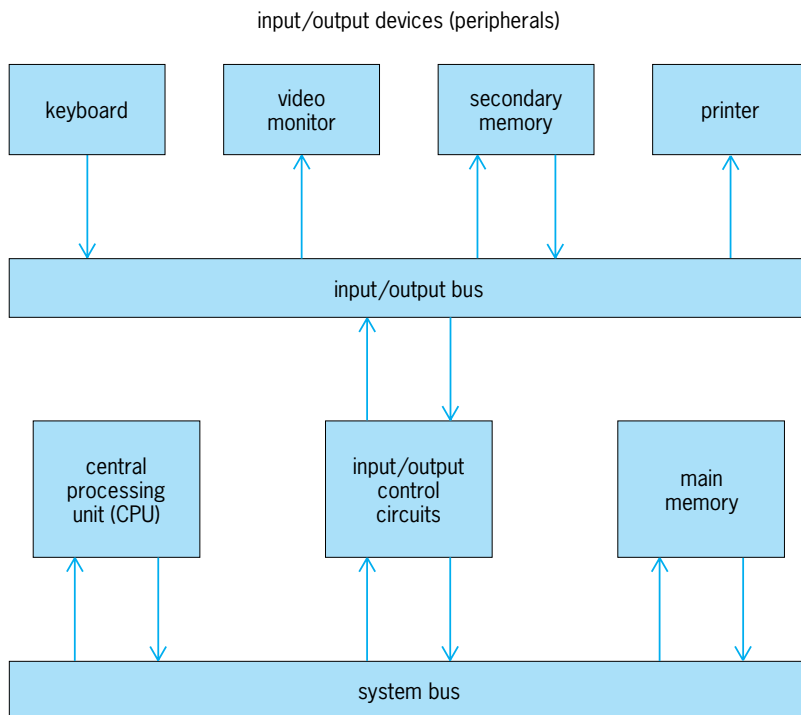 input/output devices (peripherals)
keyboard
video
monitor
secondary
memory
printer
input/output bus
central
processing
unit (CPU)
input/output
control
circuits
main
memory
system bus